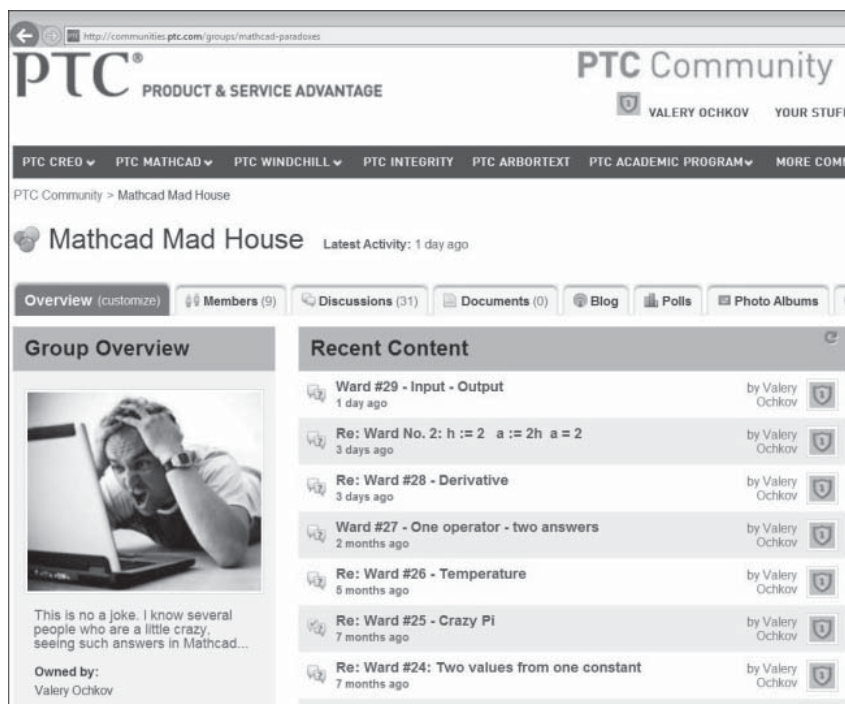 http://communities.ptc.com/groups/mathcad-paradoxes
PTC® PRODUCT & SERVICE ADVANTAGE
PTC Community
VALERY OCHKOV YOUR STUF
PTC CREO PTC MATHCAD PTC WINDCHILL PTC INTEGRITY PTC ARBORTEXT PTC ACADEMIC PROGRAM MORE COM
PTC Community > Mathcad Mad House
Mathcad Mad House Latest Activity: 1 day ago
Overview (customize) Members (9) Discussions (31) Documents (0) Blog Polls Photo Albums
Group Overview
This is no a joke. I know several
people who are a little crazy,
seeing such answers in Mathcad...
Owned by:
Valery Ochkov
Recent Content
Ward #29 - Input - Output
1 day ago
by Valery
Ochkov
Re: Ward No. 2: h := 2 a := 2h a = 2
3 days ago
by Valery
Ochkov
Re: Ward #28 - Derivative
3 days ago
by Valery
Ochkov
Ward #27 - One operator - two answers
2 months ago
by Valery
Ochkov
Re: Ward #26 - Temperature
5 months ago
by Valery
Ochkov
Re: Ward #25 - Crazy Pi
7 months ago
by Valery
Ochkov
Re: Ward #24: Two values from one constant
7 months ago
by Valery
Ochkov